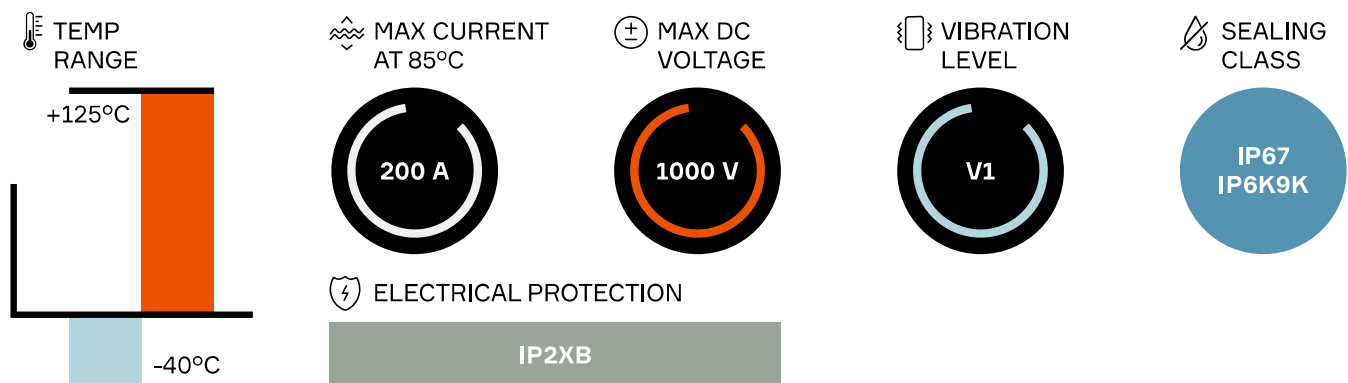 TEMP
RANGE
+125°C
-40°C
MAX CURRENT
AT 85°C
200 A
MAX DC
VOLTAGE
1000 V
VIBRATION
LEVEL
V1
SEALING
CLASS
IP67
IP6K9K
ELECTRICAL PROTECTION
IP2XB